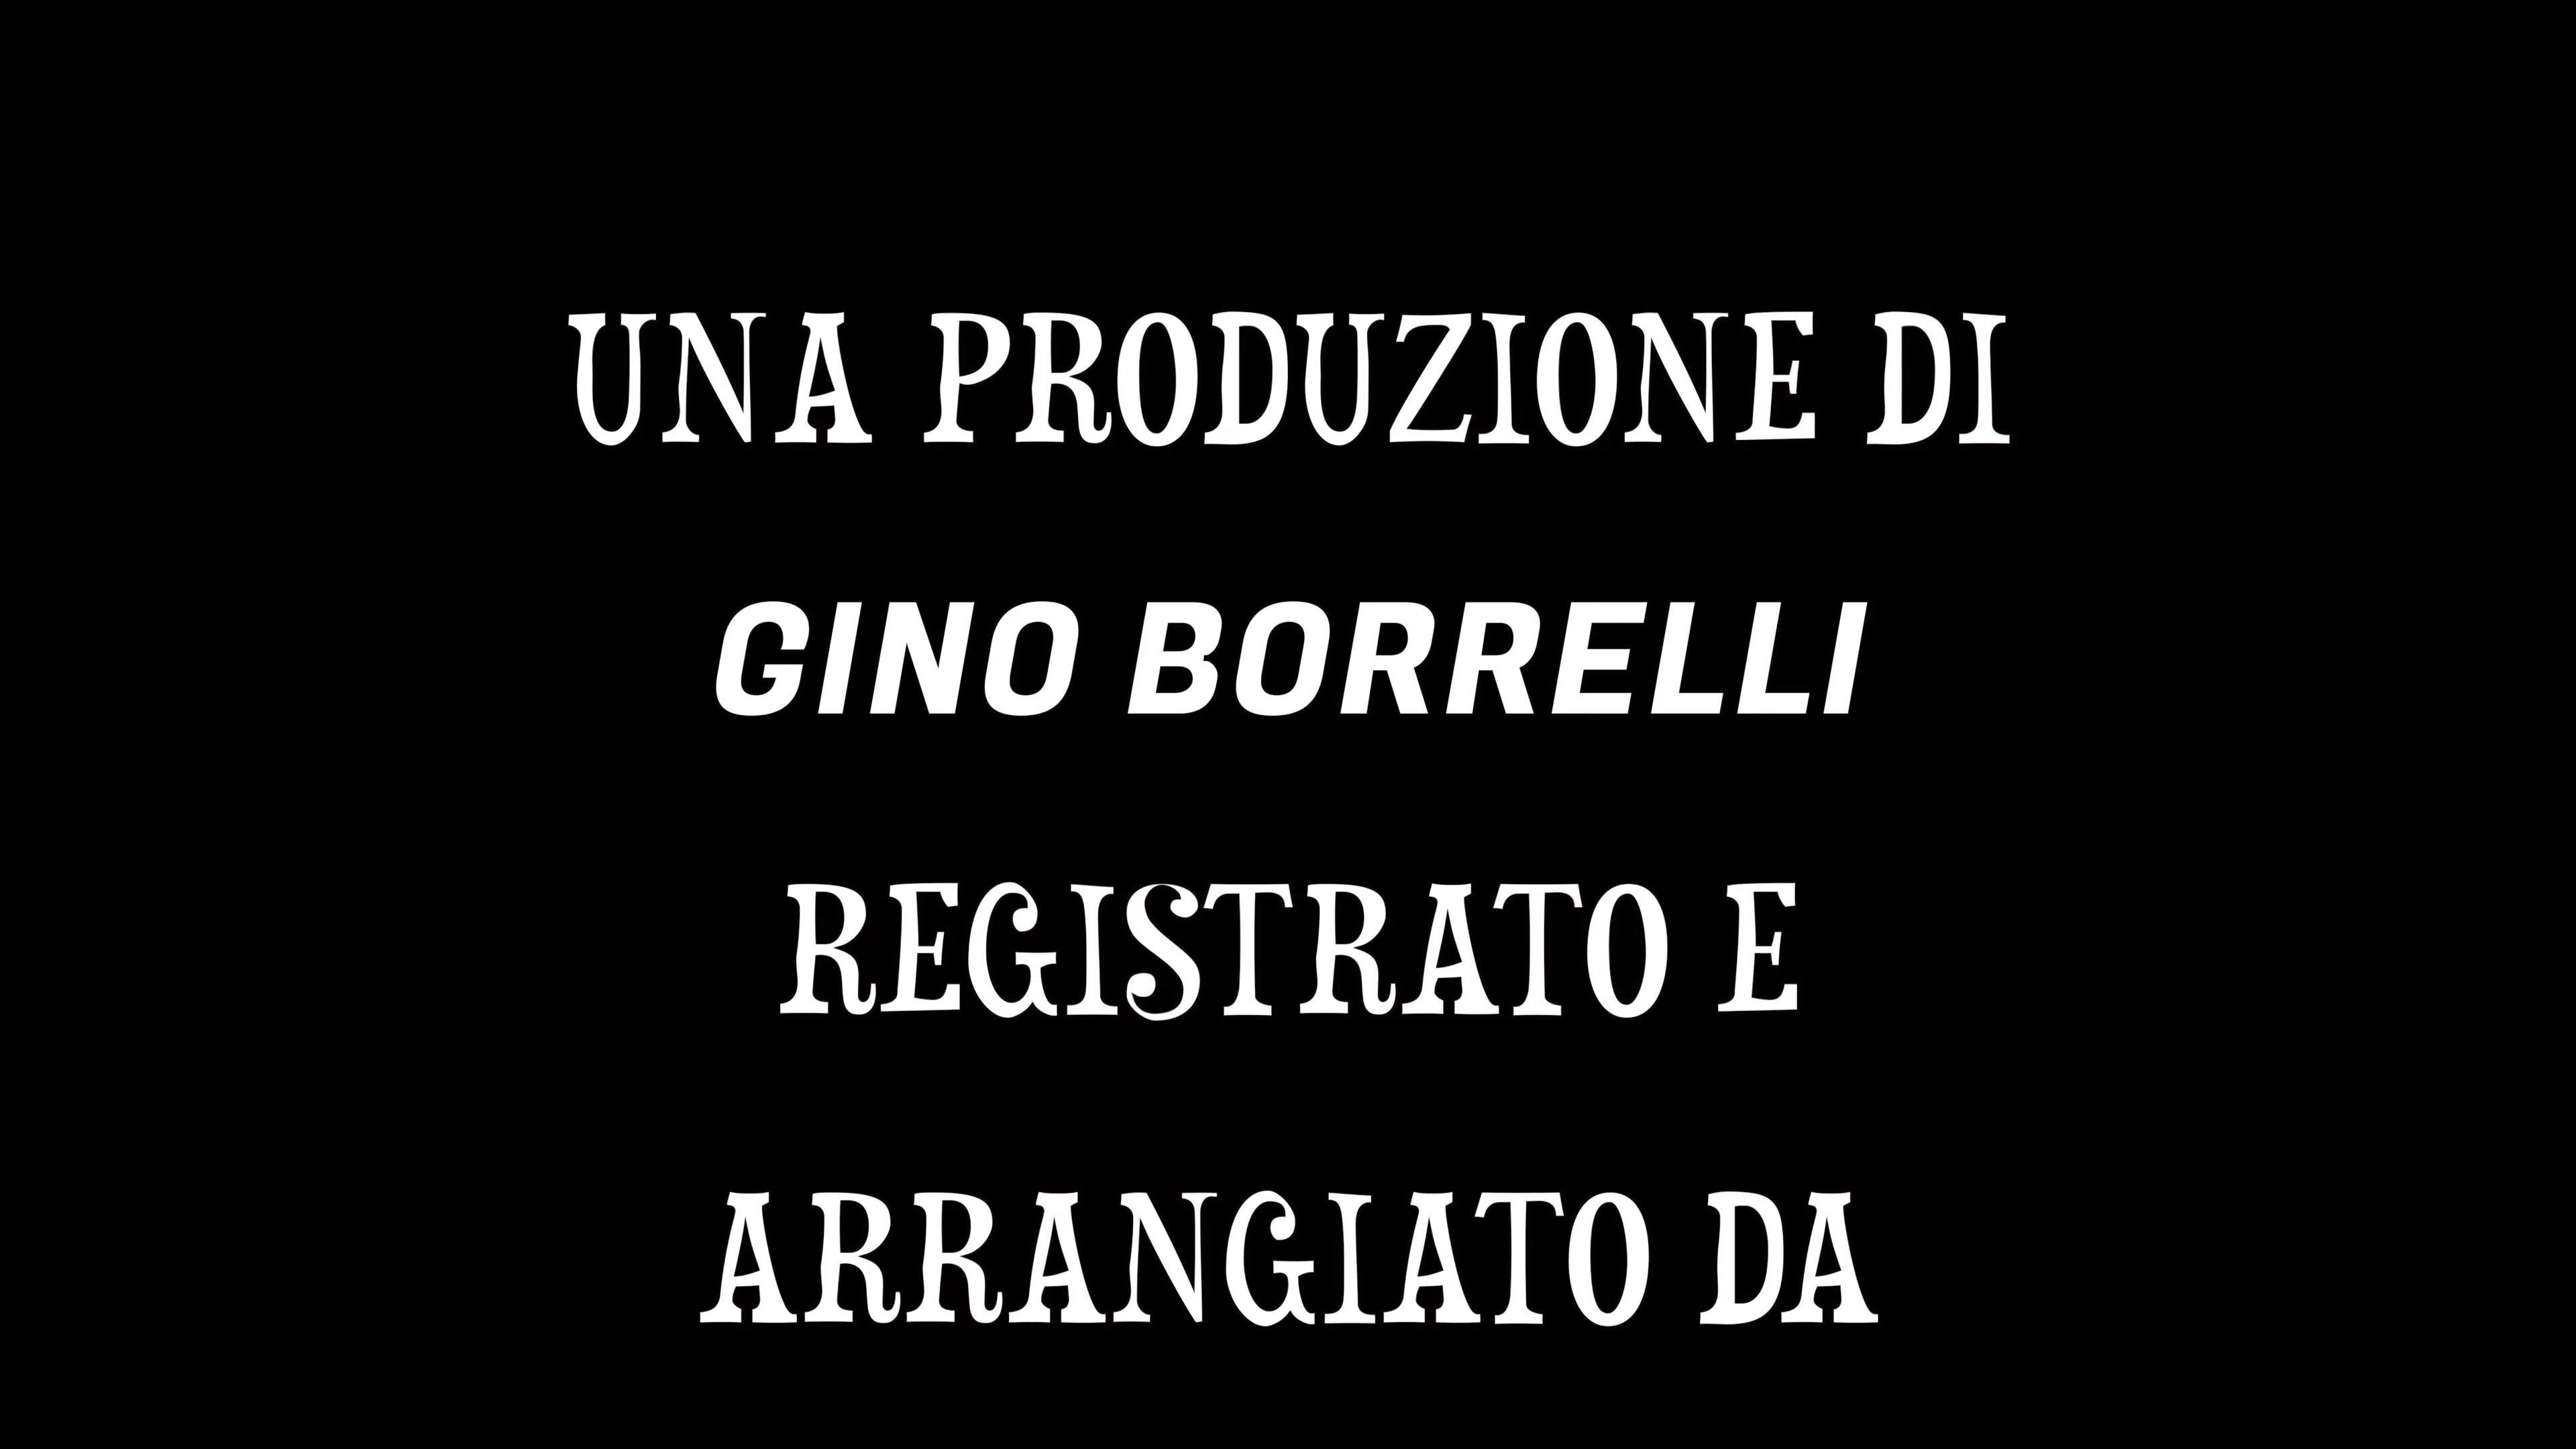 UNA PRODUZIONE DI
GINO BORRELLI
REGISTRATO E
ARRANGIATO DA